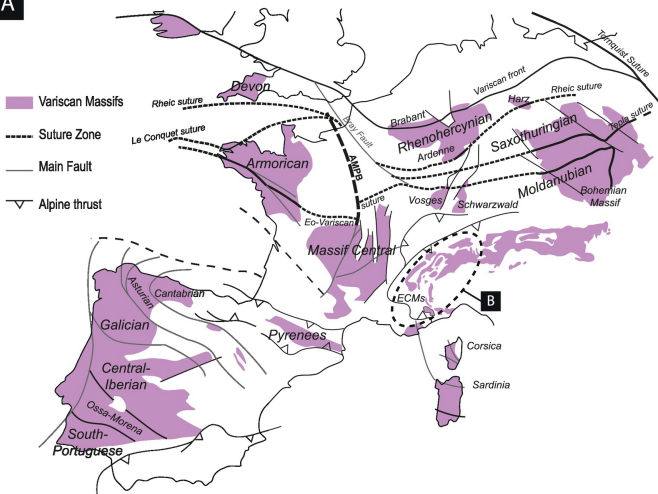 A
Variscan Massifs
Suture Zone
Main Fault
Alpine thrust
Devon
Rheic suture
Le Conquet suture
Armorican
Bray Fault
AMPB
Eo-Variscan
suture
Massif Central
Brabant
Variscan front
Rhenohercynian
Ardenne
Harz
Rheic suture
Tornquist Suture
Saxothuringian
Tepla suture
Moldanubian
Bohemian
Massif
Vosges
Schwarzwald
ECMs
B
Corsica
Sardinia
Pyrenees
Asturian
Cantabrian
Galician
Central-
Iberian
Ossa-Morena
South-
Portuguese